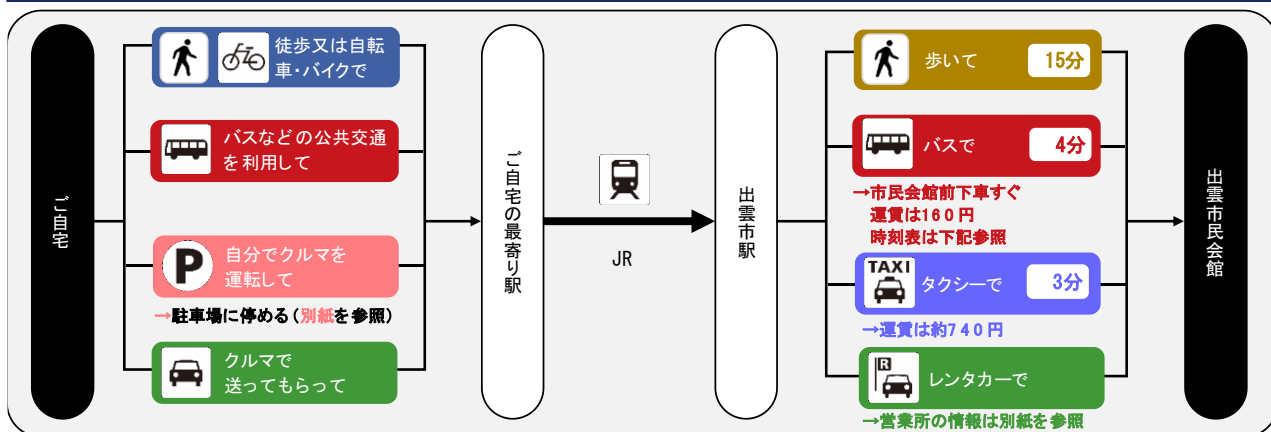 ご自宅
徒歩又は自転
車・バイクで
バスなどの公共交通
を利用して
P
自分でクルマを
運転して
→駐車場に停める(別紙を参照)
クルマで
送ってもらって
ご自宅の最寄り駅
JR
出雲市駅
歩いて
15分
バスで
4分
→市民会館前下車すぐ
運賃は160円
時刻表は下記参照
TAXI
タクシーで
3分
→運賃は約740円
R
レンタカーで
→営業所の情報は別紙を参照
出雲市民会館